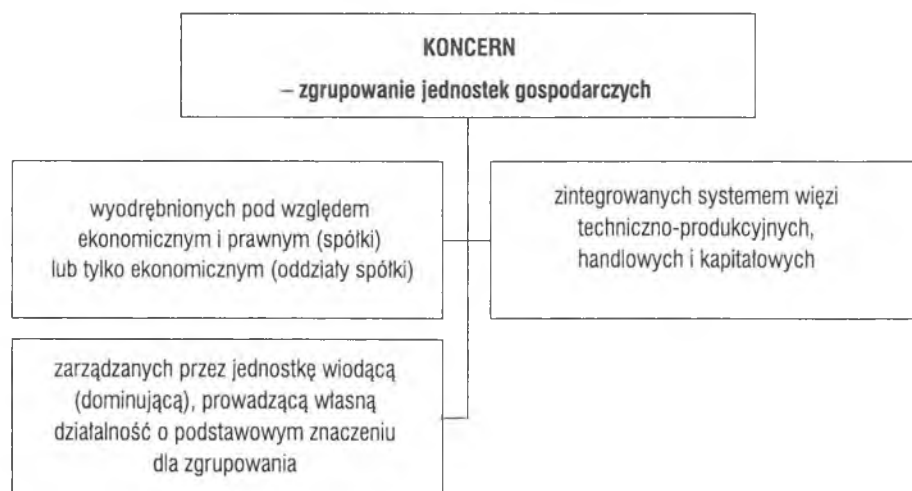 KONCERN
– zgrupowanie jednostek gospodarczych
wyodrębnionych pod względem
ekonomicznym i prawnym (spółki)
lub tylko ekonomicznym (oddziały spółki)
zintegrowanych systemem więzi
techniczno-produkcyjnych,
handlowych i kapitałowych
zarządzanych przez jednostkę wiodącą
(dominującą), prowadzącą własną
działalność o podstawowym znaczeniu
dla zgrupowania